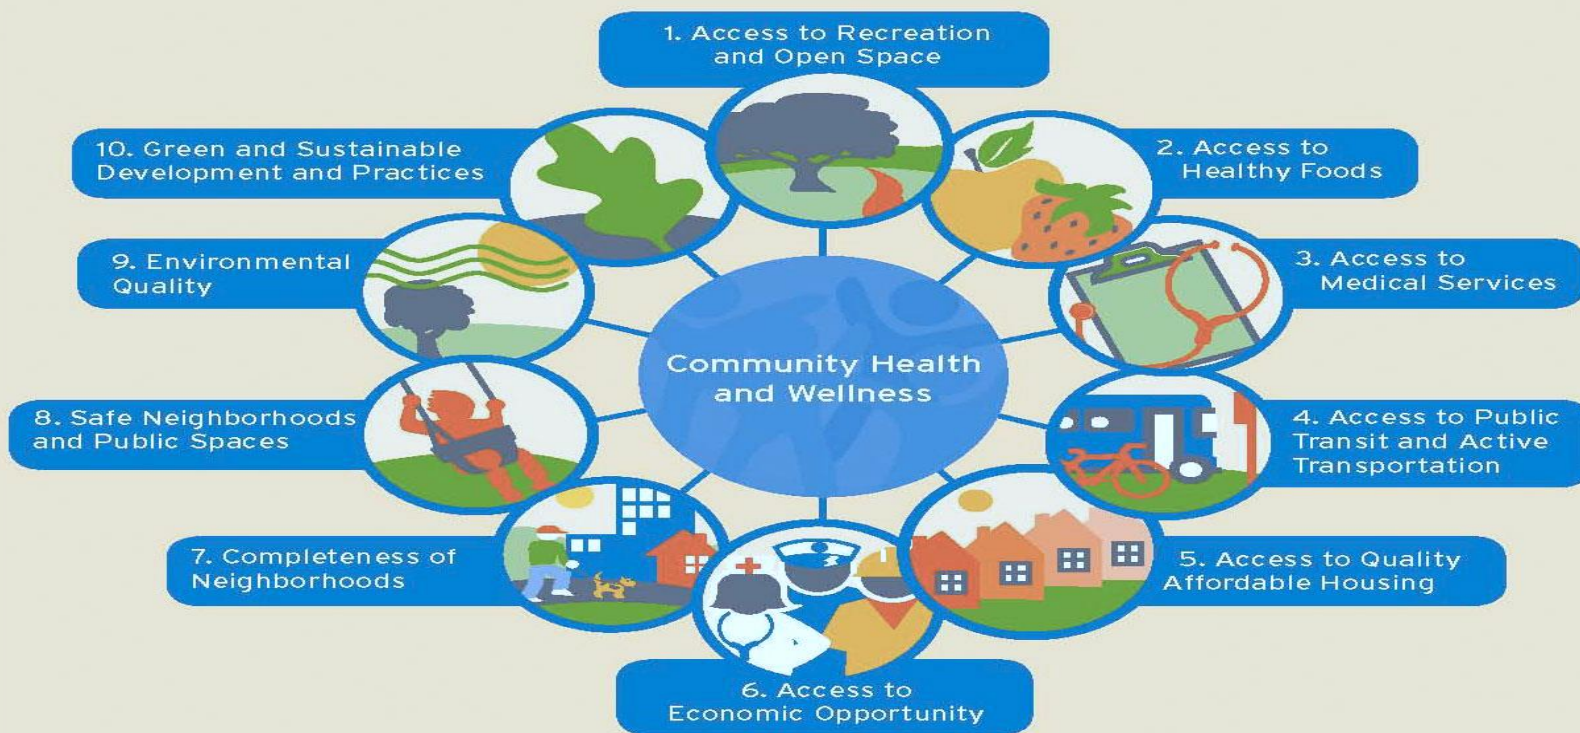 Community Health
and Wellness
1. Access to Recreation
and Open Space
2. Access to
Healthy Foods
3. Access to
Medical Services
4. Access to Public
Transit and Active
Transportation
5. Access to Quality
Affordable Housing
6. Access to
Economic Opportunity
7. Completeness of
Neighborhoods
8. Safe Neighborhoods
and Public Spaces
9. Environmental
Quality
10. Green and Sustainable
Development and Practices